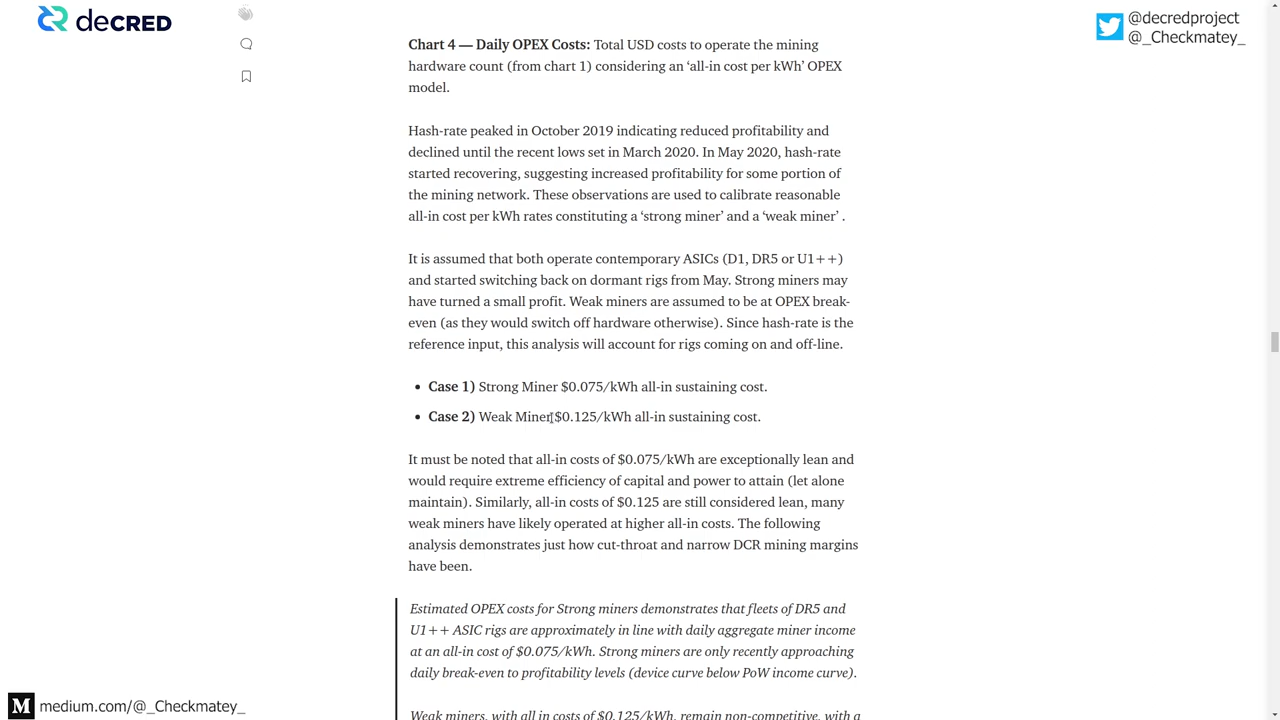 DECRED
@decredproject
@_Checkmatey_
Chart 4 — Daily OPEX Costs: Total USD costs to operate the mining
hardware count (from chart 1) considering an ‘all-in cost per kWh’ OPEX
model.
Hash-rate peaked in October 2019 indicating reduced profitability and
declined until the recent lows set in March 2020. In May 2020, hash-rate
started recovering, suggesting increased profitability for some portion of
the mining network. These observations are used to calibrate reasonable
all-in cost per kWh rates constituting a ‘strong miner’ and a ‘weak miner’ .
It is assumed that both operate contemporary ASICs (D1, DR5 or U1++)
and started switching back on dormant rigs from May. Strong miners may
have turned a small profit. Weak miners are assumed to be at OPEX break-
even (as they would switch off hardware otherwise). Since hash-rate is the
reference input, this analysis will account for rigs coming on and off-line.
• Case 1) Strong Miner $0.075/kWh all-in sustaining cost.
• Case 2) Weak Miner $0.125/kWh all-in sustaining cost.
It must be noted that all-in costs of $0.075/kWh are exceptionally lean and
would require extreme efficiency of capital and power to attain (let alone
maintain). Similarly, all-in costs of $0.125 are still considered lean, many
weak miners have likely operated at higher all-in costs. The following
analysis demonstrates just how cut-throat and narrow DCR mining margins
have been.
Estimated OPEX costs for Strong miners demonstrates that fleets of DR5 and
U1++ ASIC rigs are approximately in line with daily aggregate miner income
at an all-in cost of $0.075/kWh. Strong miners are only recently approaching
daily break-even to profitability levels (device curve below PoW income curve).
Weak miners, with all in costs of $0.125/kWh, remain non-competitive, with a
M medium.com/@_Checkmatey_